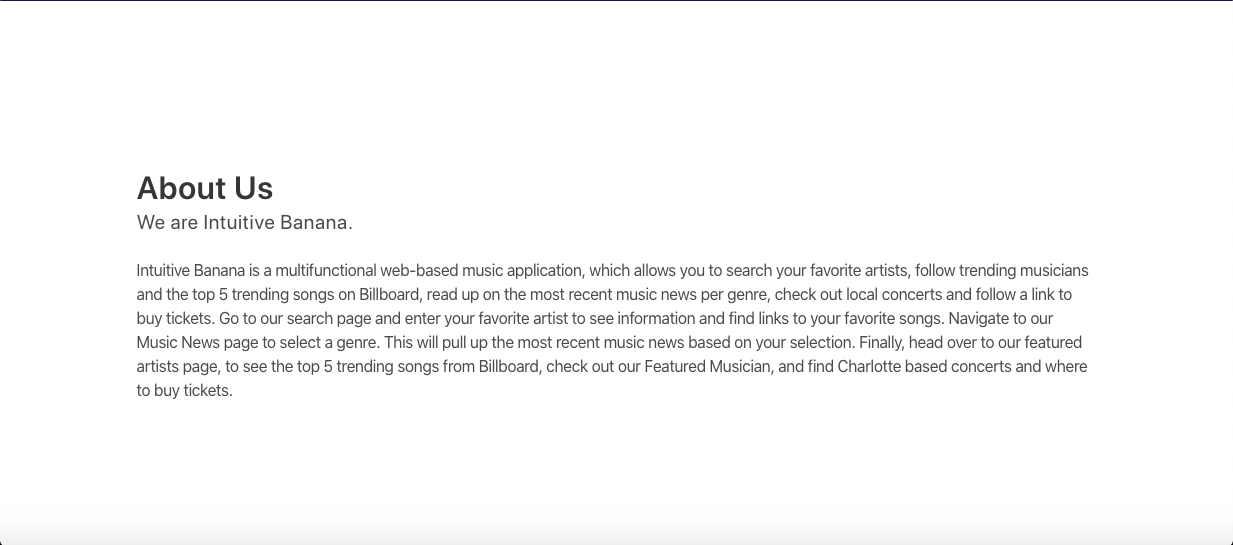 About Us
We are Intuitive Banana.
Intuitive Banana is a multifunctional web-based music application, which allows you to search your favorite artists, follow trending musicians
and the top 5 trending songs on Billboard, read up on the most recent music news per genre, check out local concerts and follow a link to
buy tickets. Go to our search page and enter your favorite artist to see information and find links to your favorite songs. Navigate to our
Music News page to select a genre. This will pull up the most recent music news based on your selection. Finally, head over to our featured
artists page, to see the top 5 trending songs from Billboard, check out our Featured Musician, and find Charlotte based concerts and where
to buy tickets.